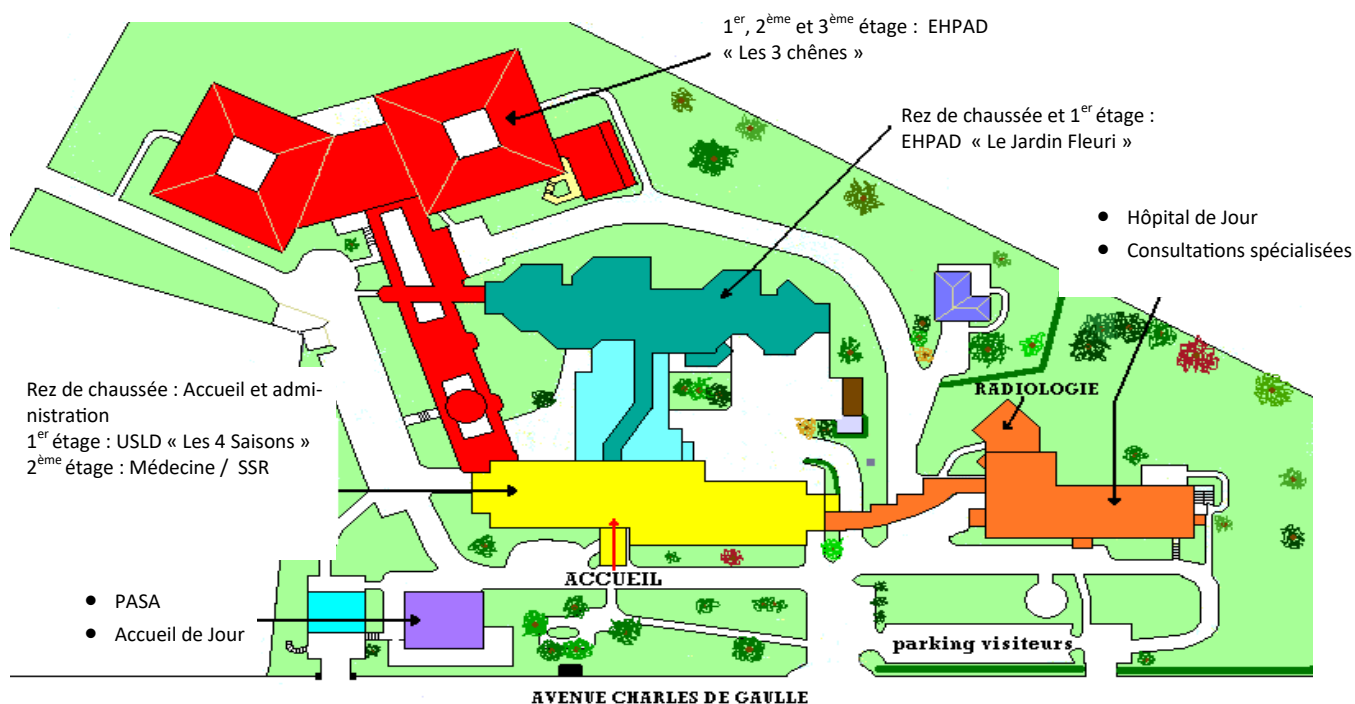 1er, 2ème et 3ème étage : EHPAD
« Les 3 chênes »
Rez de chaussée et 1er étage :
EHPAD « Le Jardin Fleuri »
• Hôpital de Jour
• Consultations spécialisées
RADIOLOGIE
Rez de chaussée : Accueil et admi-
nistration
1er étage : USLD « Les 4 Saisons »
2ème étage : Médecine / SSR
ACCUEIL
• PASA
• Accueil de Jour
parking visiteurs
AVENUE CHARLES DE GAULLE